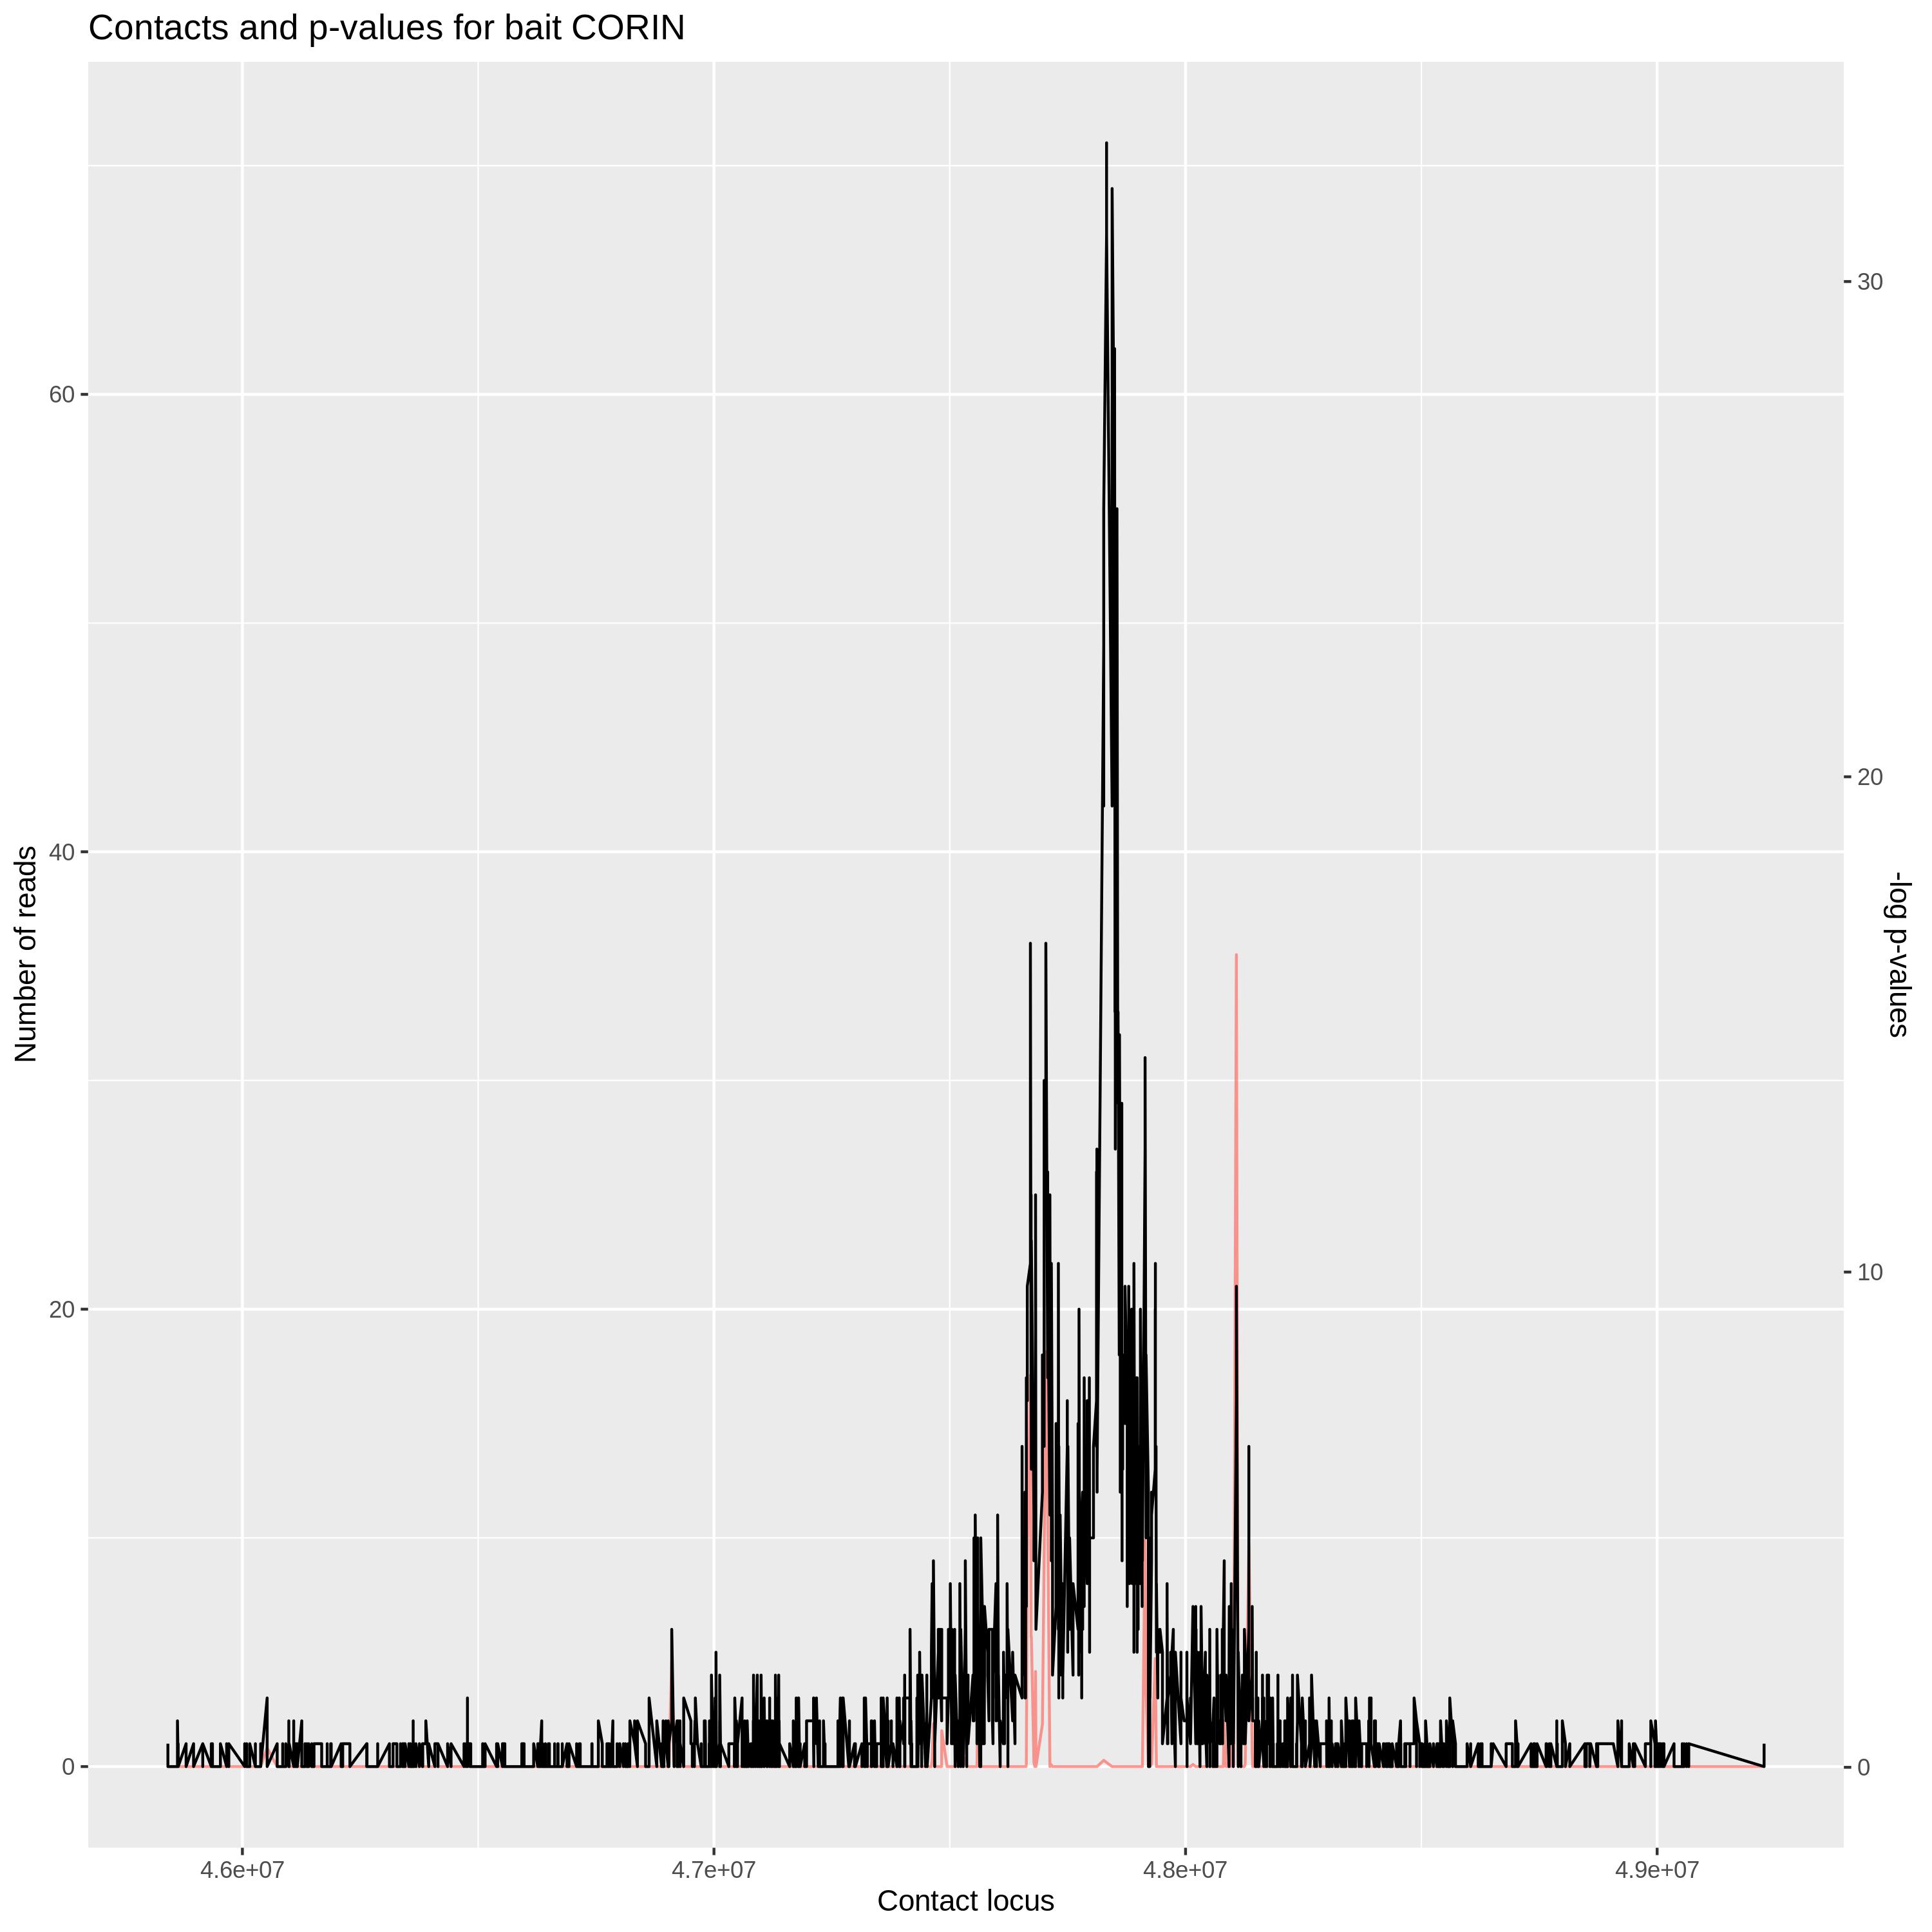 Contacts and p-values for bait CORIN
Number of reads
60
40
20
0
30
20
10
0
-log p-values
4.6e+07
4.7e+07
4.8e+07
4.9e+07
Contact locus